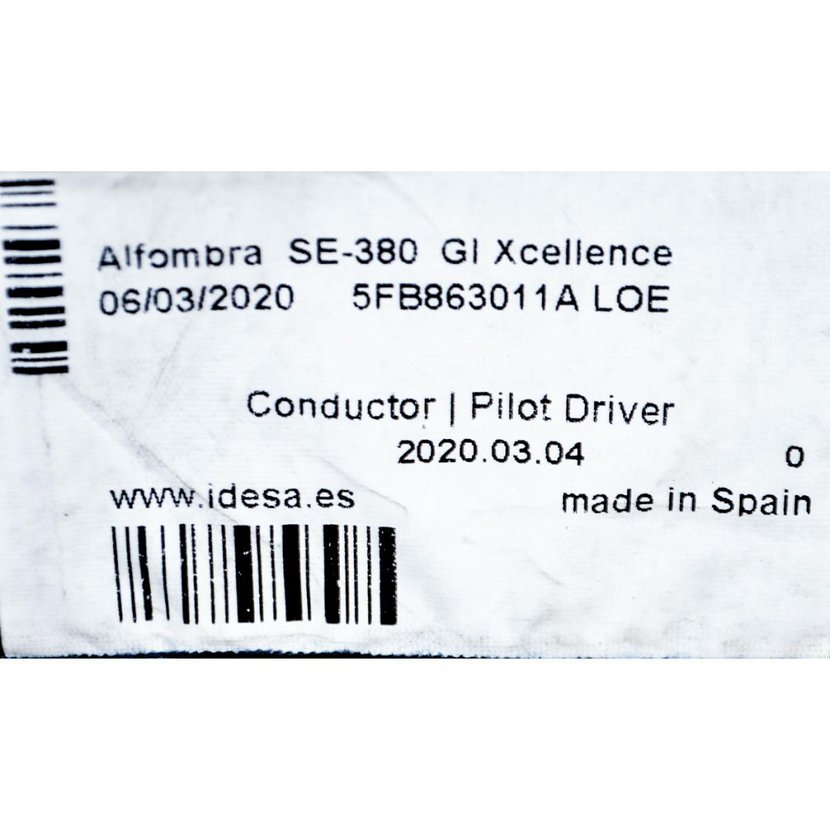 Alfombra SE-380 GI Xcellence
06/03/2020 5FB863011A LOE
Conductor | Pilot Driver
2020.03.04 0
www.idesa.es made in Spain